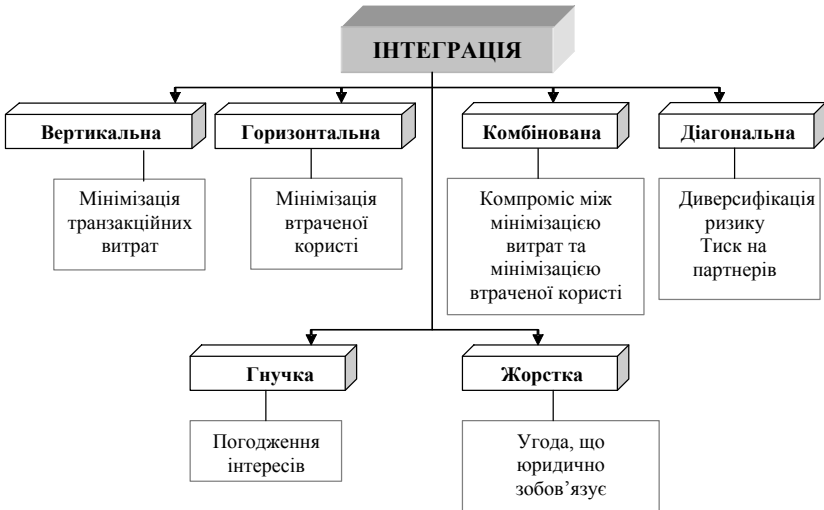 ІНТЕГРАЦІЯ
Вертикальна
Горизонтальна
Комбінована
Діагональна
Мінімізація
транзакційних
витрат
Мінімізація
втраченої
користі
Компроміс між
мінімізацією
витрат та
мінімізацією
втраченої користі
Диверсифікація
ризику
Тиск на
партнерів
Гнучка
Жорстка
Погодження
інтересів
Угода, що
юридично
зобов’язує